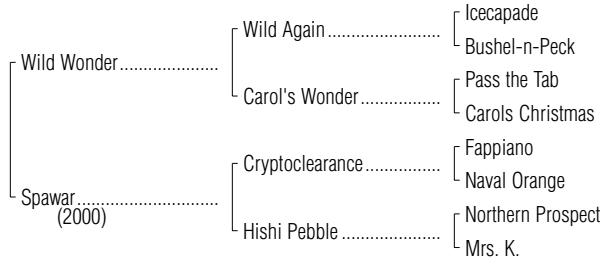 Icecapade
Wild Again
Bushel-n-Peck
Wild Wonder
Pass the Tab
Carol's Wonder
Carols Christmas
Fappiano
Cryptoclearance
Naval Orange
Spawar
(2000)
Northern Prospect
Hishi Pebble
Mrs. K.